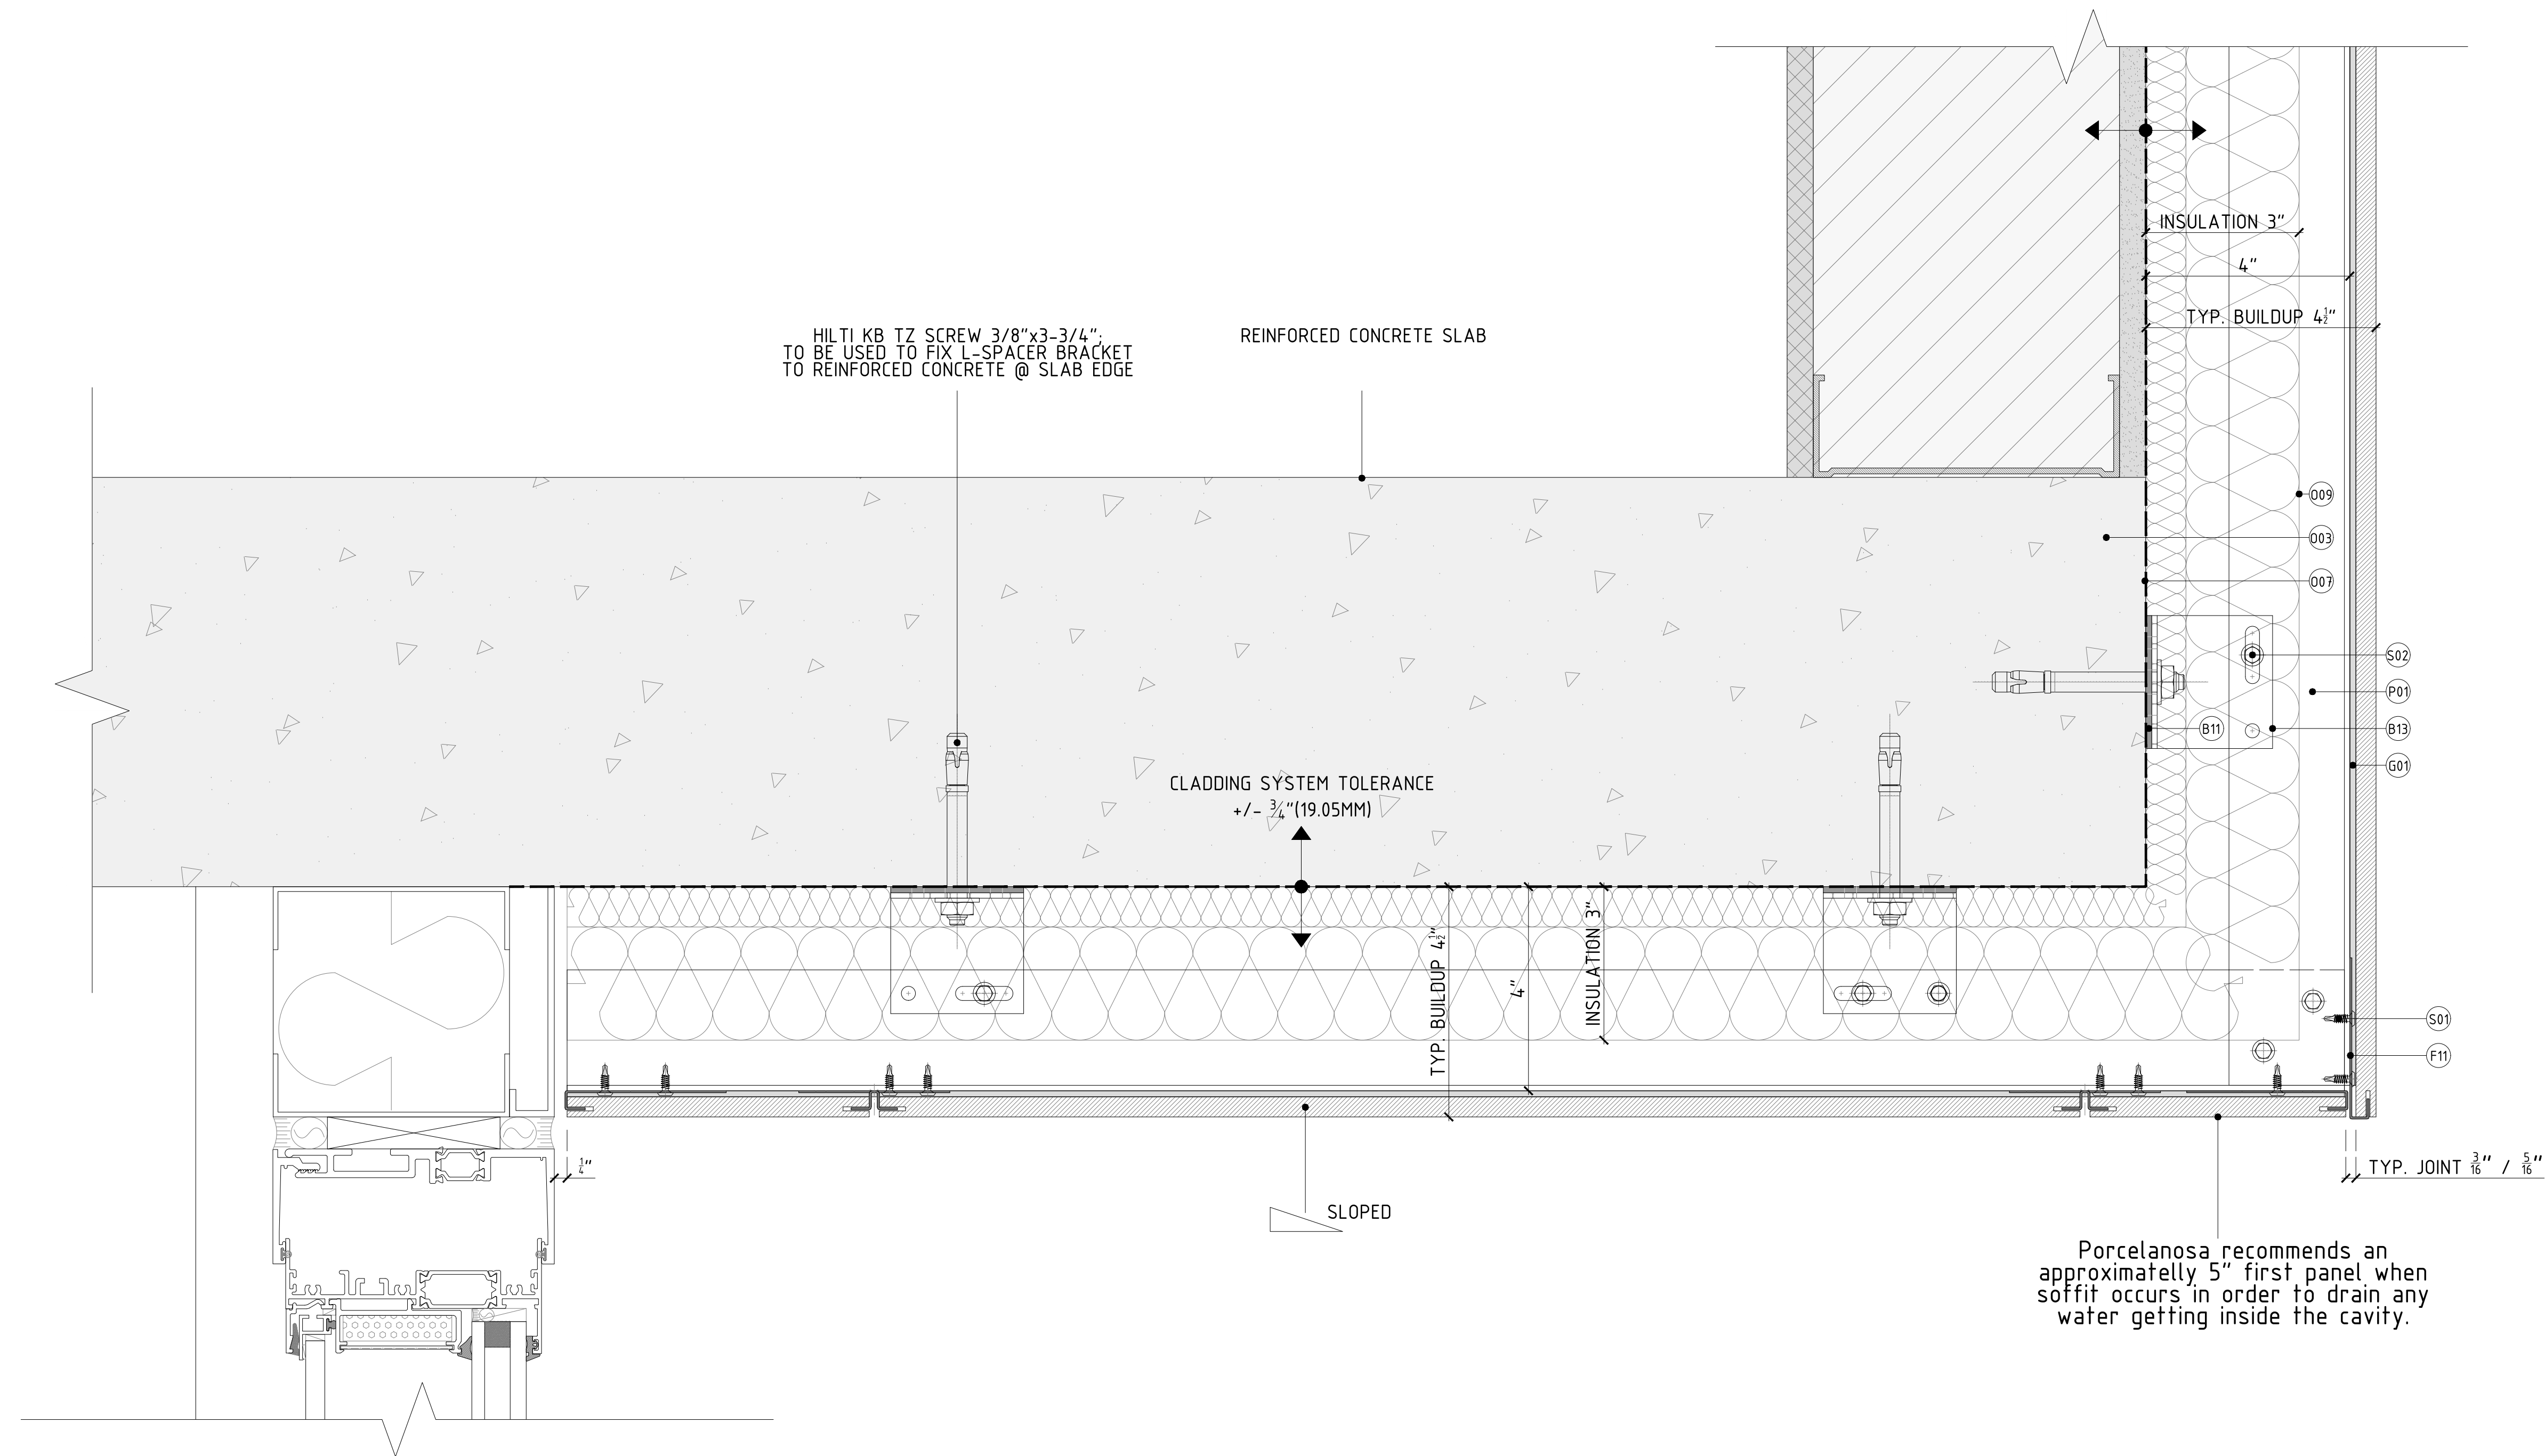 INSULATION 3"
4"
TYP. BUILDUP 4½"
HILTI KB TZ SCREW 3/8"x3-3/4";
TO BE USED TO FIX L-SPACER BRACKET
TO REINFORCED CONCRETE @ SLAB EDGE
REINFORCED CONCRETE SLAB
O09
O03
O07
S02
P01
B11
B13
G01
CLADDING SYSTEM TOLERANCE
+/- ¾"(19.05MM)
TYP. BUILDUP 4½"
4"
INSULATION 3"
S01
F11
¼"
TYP. JOINT 3/16" / 5/16"
SLOPED
Porcelanosa recommends an
approximatelly 5" first panel when
soffit occurs in order to drain any
water getting inside the cavity.